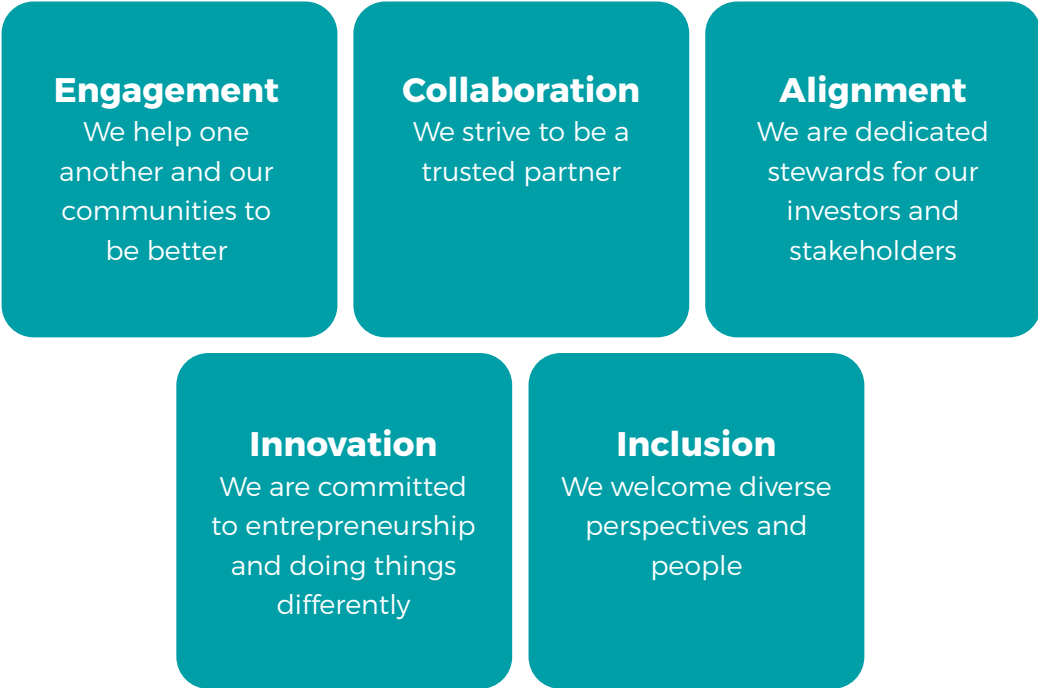 Engagement
We help one
another and our
communities to
be better
Collaboration
We strive to be a
trusted partner
Alignment
We are dedicated
stewards for our
investors and
stakeholders
Innovation
We are committed
to entrepreneurship
and doing things
differently
Inclusion
We welcome diverse
perspectives and
people